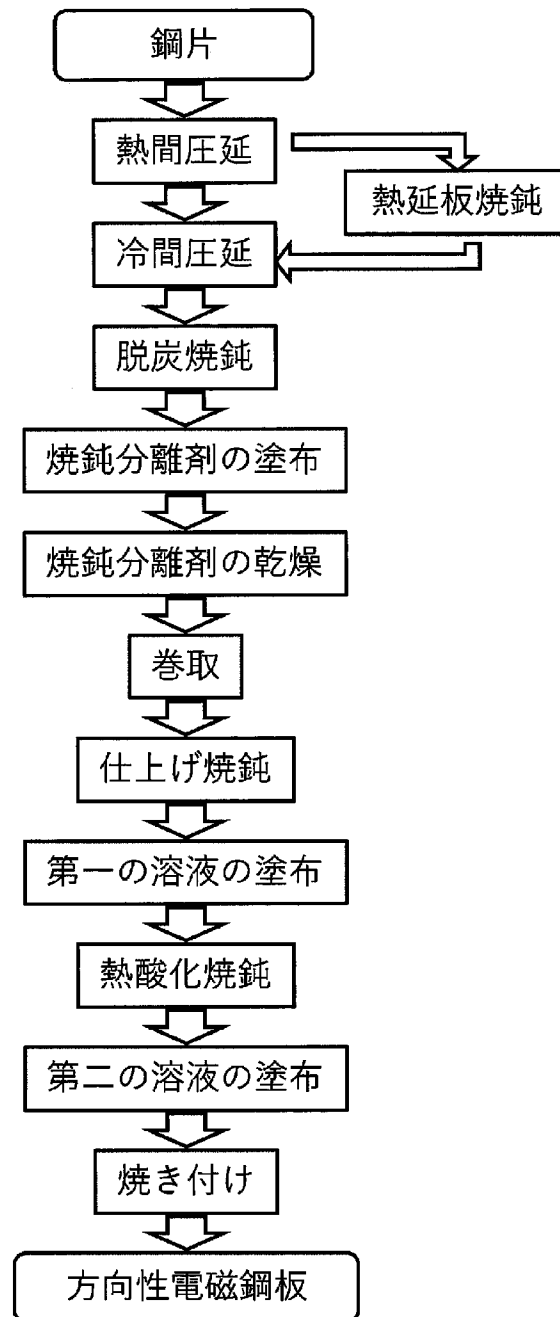 鋼片
熱間圧延
熱延板焼鈍
冷間圧延
脱炭焼鈍
焼鈍分離剤の塗布
焼鈍分離剤の乾燥
巻取
仕上げ焼鈍
第一の溶液の塗布
熱酸化焼鈍
第二の溶液の塗布
焼き付け
方向性電磁鋼板